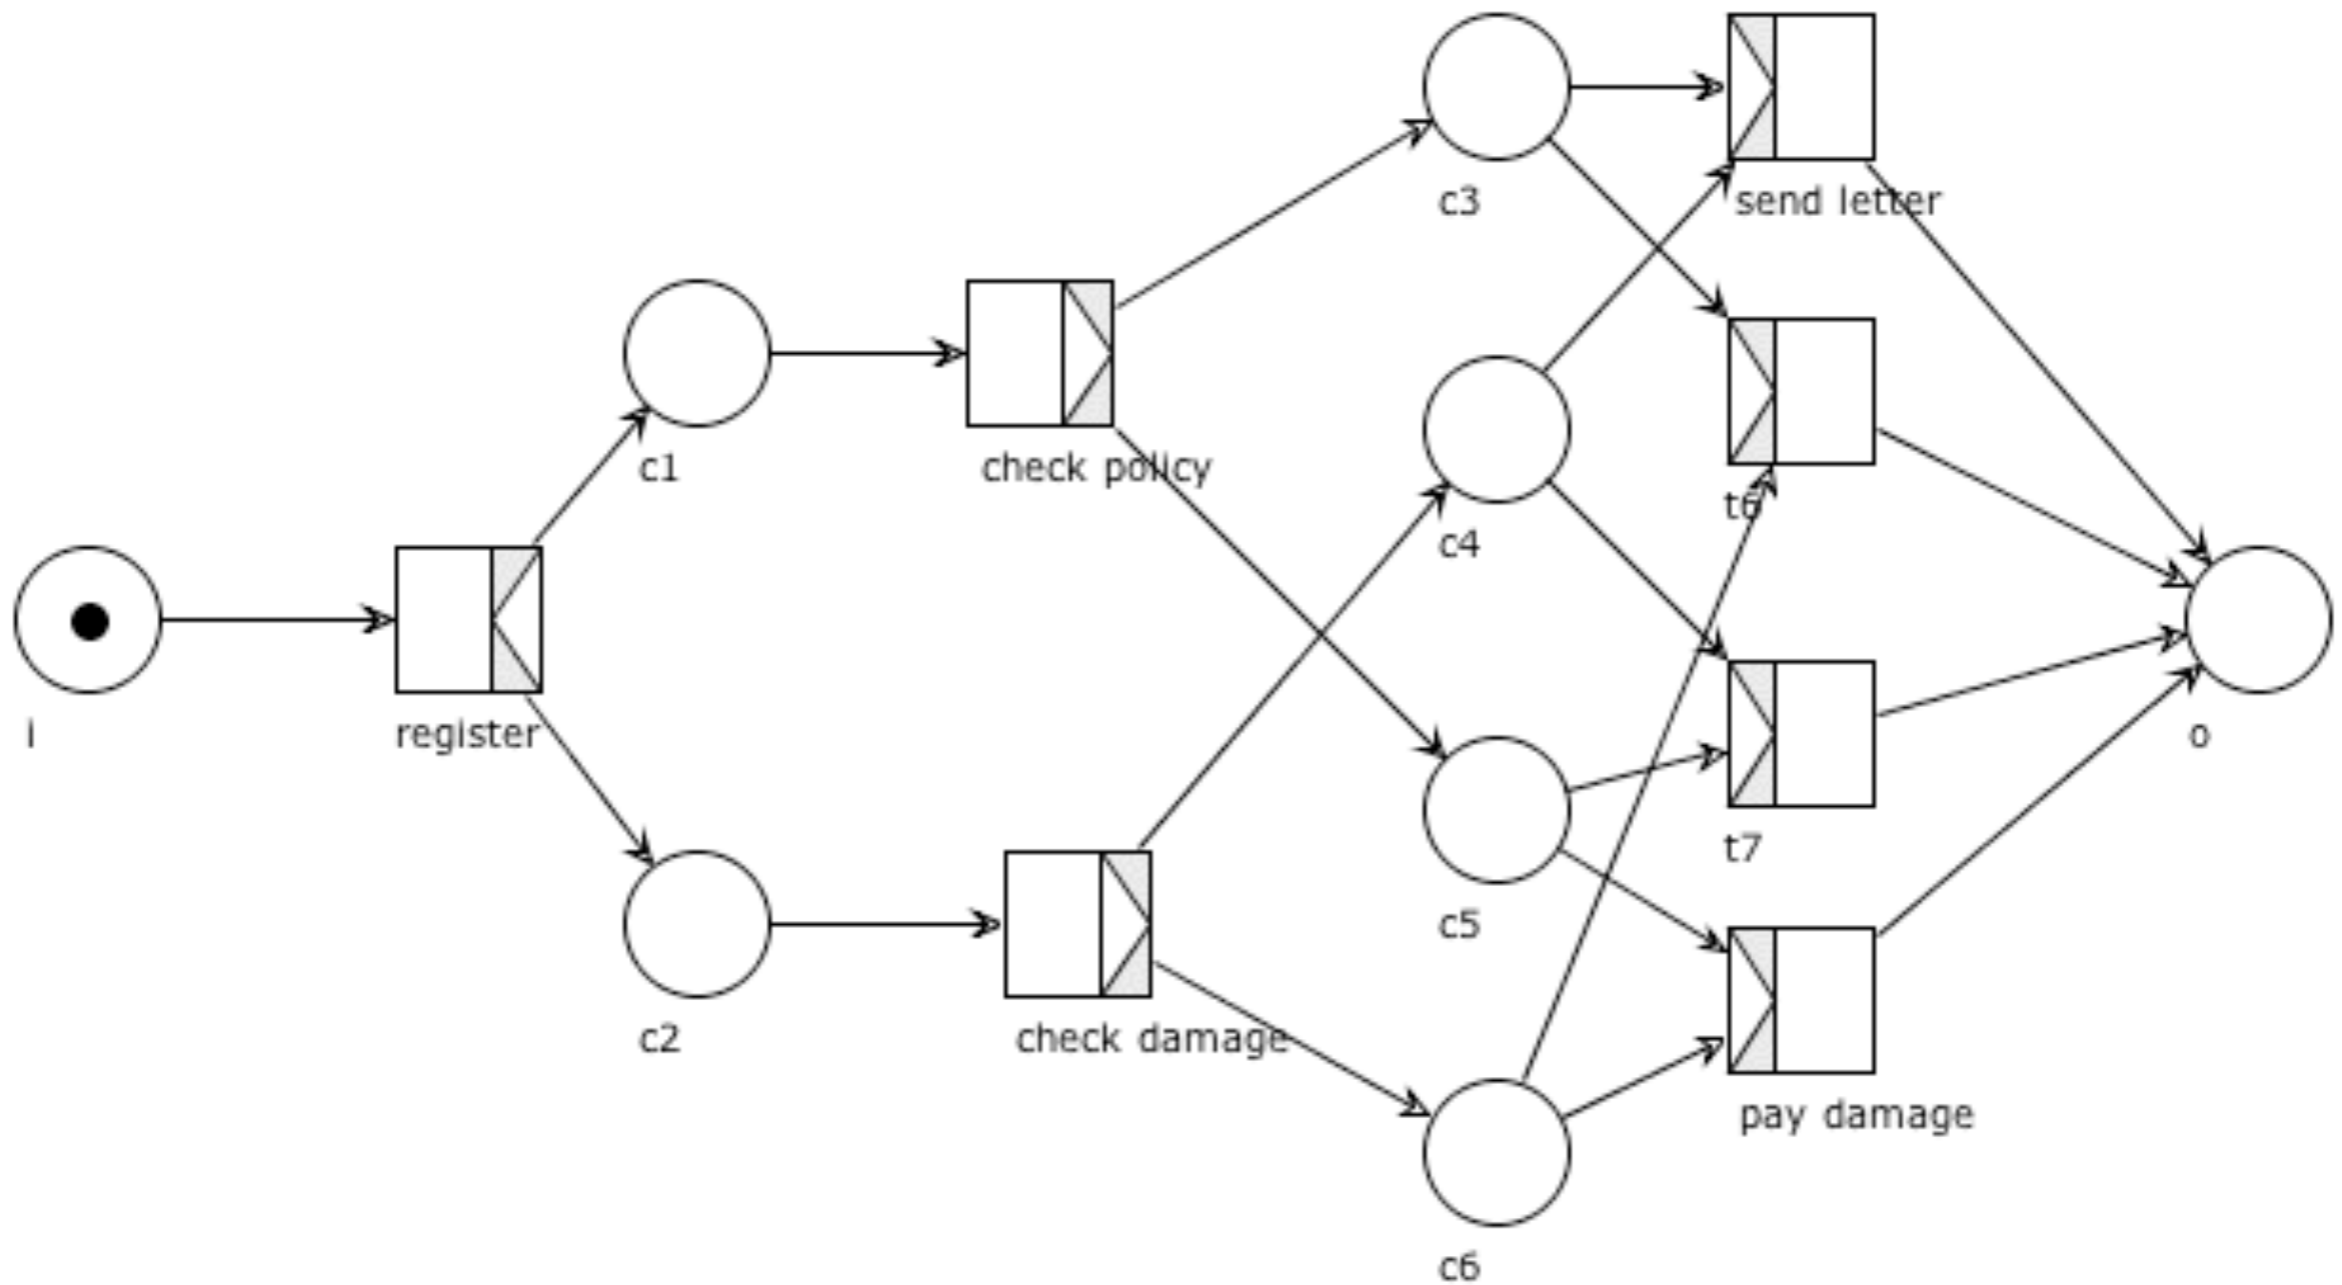 c3
send letter
c1
check policy
t6
c4
i
register
o
t7
c5
c2
check damage
pay damage
c6